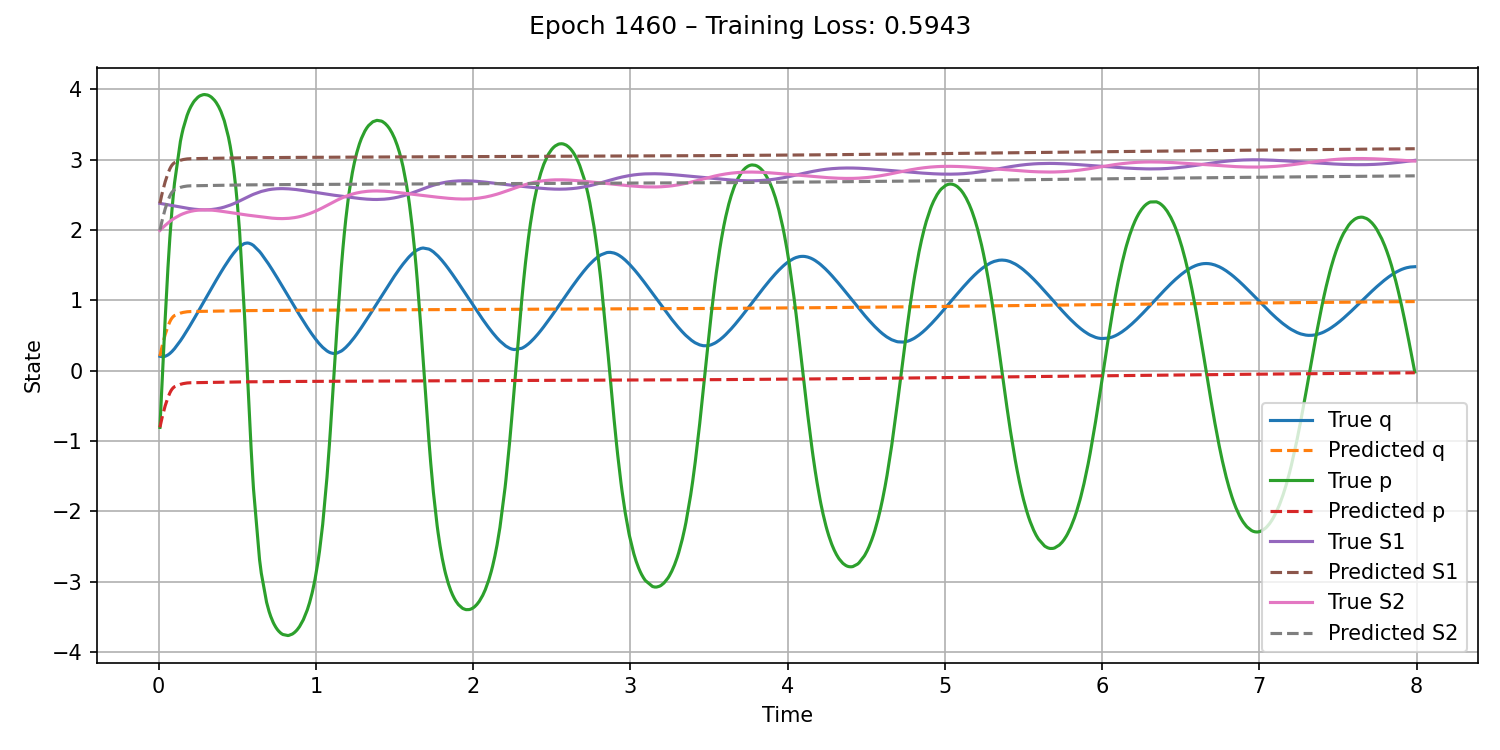 Epoch 1460 – Training Loss: 0.5943
4
3
2
1
0
−1
−2
−3
−4
State
0 1 2 3 4 5 6 7 8
Time
True q
Predicted q
True p
Predicted p
True S1
Predicted S1
True S2
Predicted S2